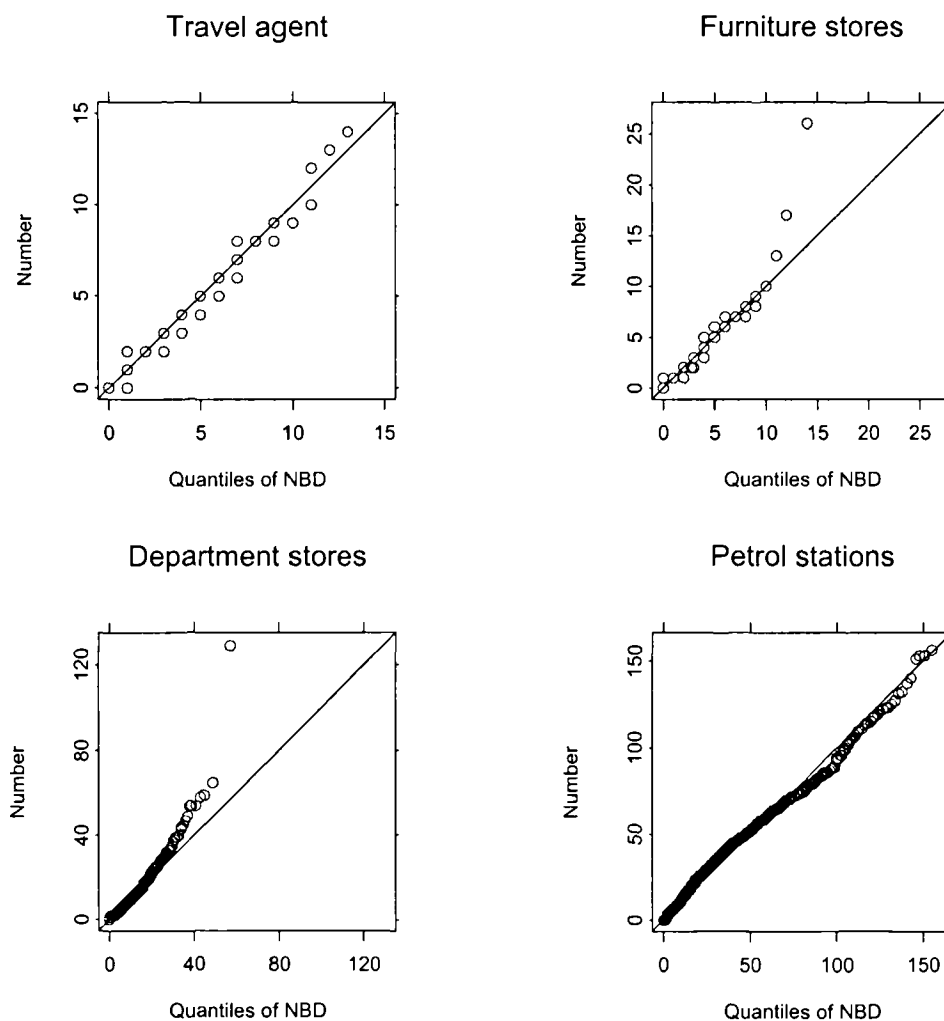 Travel agent
Number
0 5 10 15
0 5 10 15
Quantiles of NBD
Furniture stores
Number
0 5 10 15 20 25
0 5 10 15 20 25
Quantiles of NBD
Department stores
Number
0 40 80 120
0 40 80 120
Quantiles of NBD
Petrol stations
Number
0 50 100 150
0 50 100 150
Quantiles of NBD